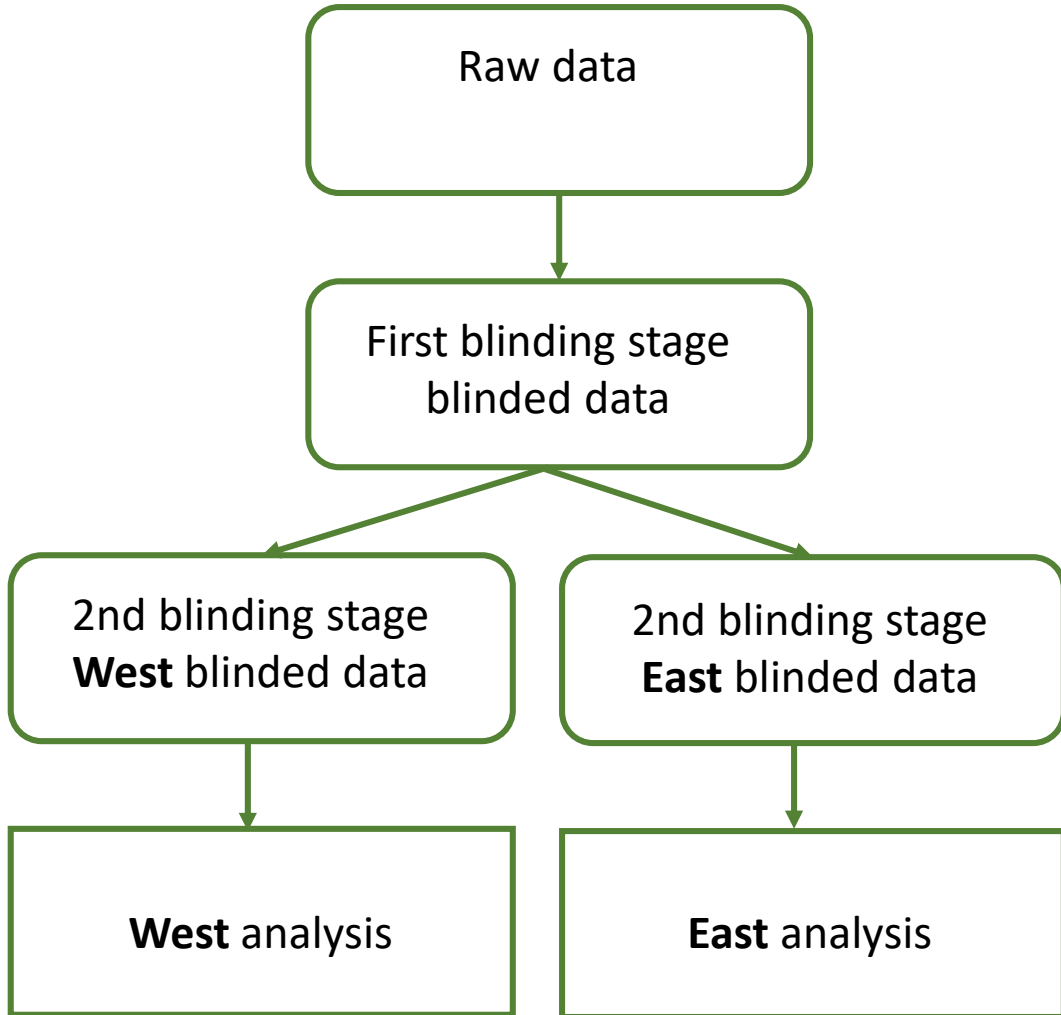 Raw data
First blinding stage
blinded data
2nd blinding stage
West blinded data
2nd blinding stage
East blinded data
West analysis
East analysis